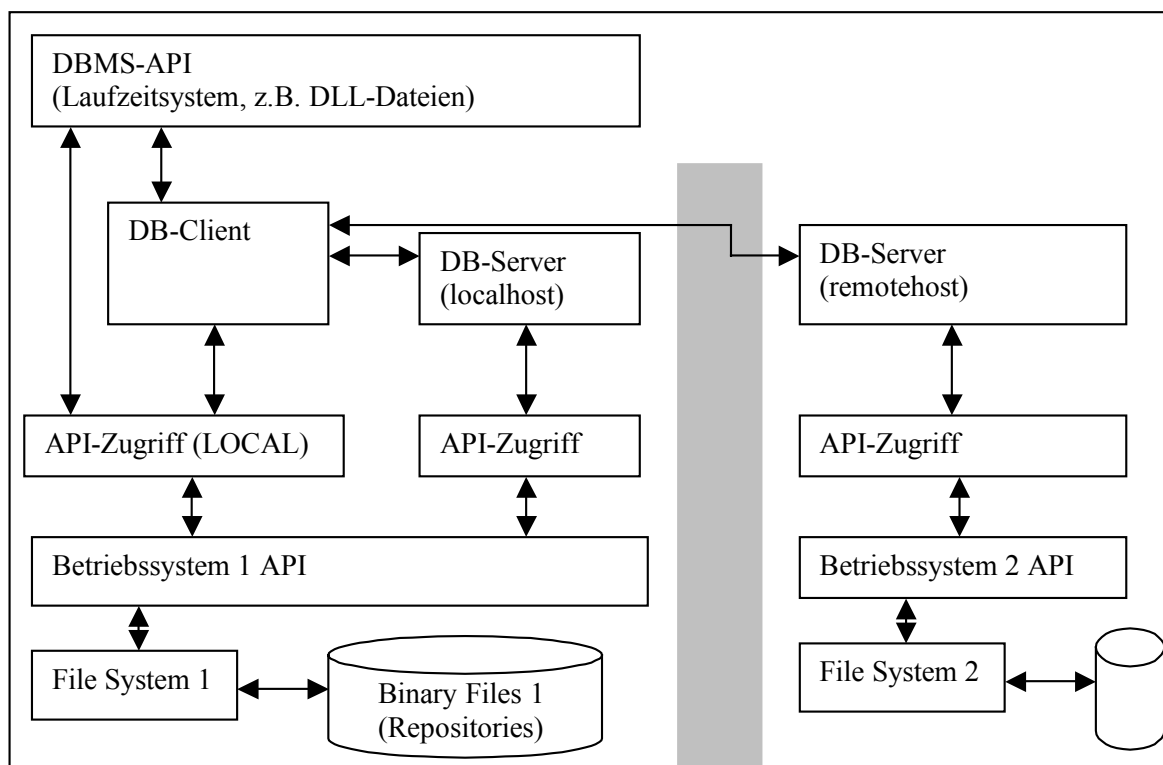 DBMS-API
(Laufzeitsystem, z.B. DLL-Dateien)
DB-Client
DB-Server
(localhost)
DB-Server
(remotehost)
API-Zugriff (LOCAL)
API-Zugriff
API-Zugriff
Betriebssystem 1 API
Betriebssystem 2 API
File System 1
Binary Files 1
(Repositories)
File System 2